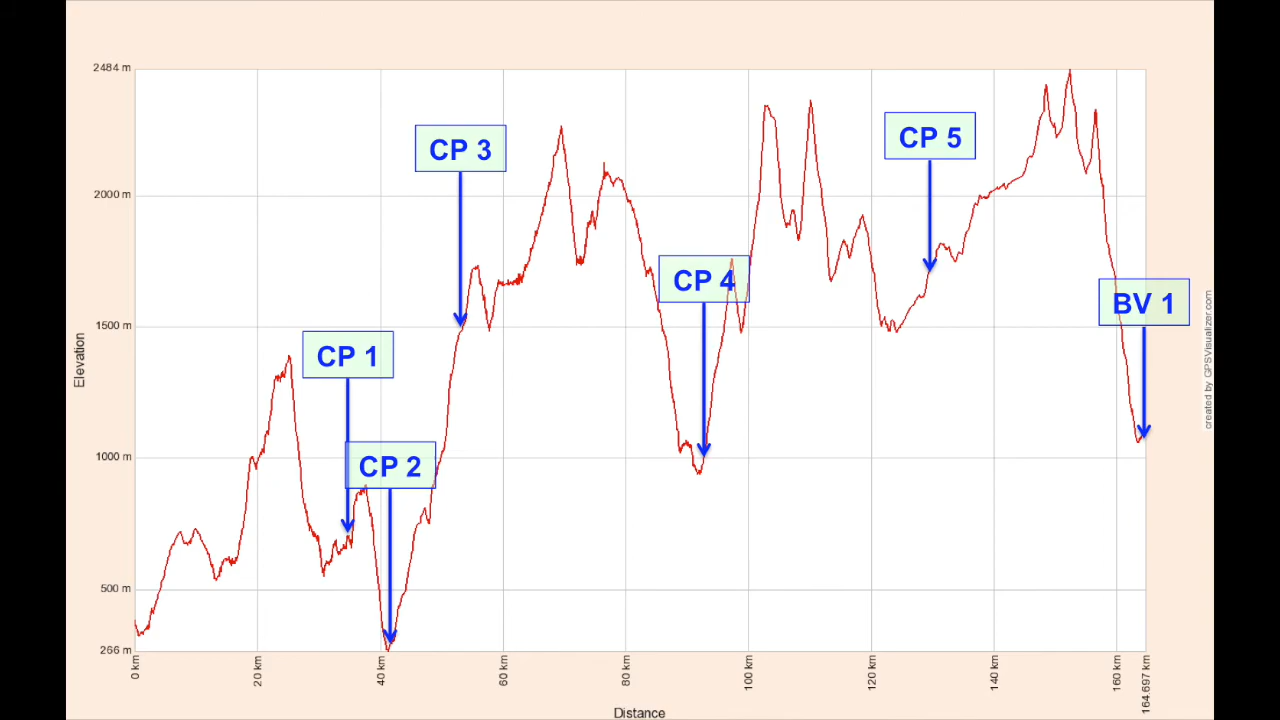 2484 m
2000 m
1500 m
1000 m
500 m
266 m
Elevation
CP 1
CP 2
CP 3
CP 4
CP 5
BV 1
0 km
20 km
40 km
60 km
80 km
100 km
120 km
140 km
160 km
164.697 km
Distance
created by GPSVisualizer.com